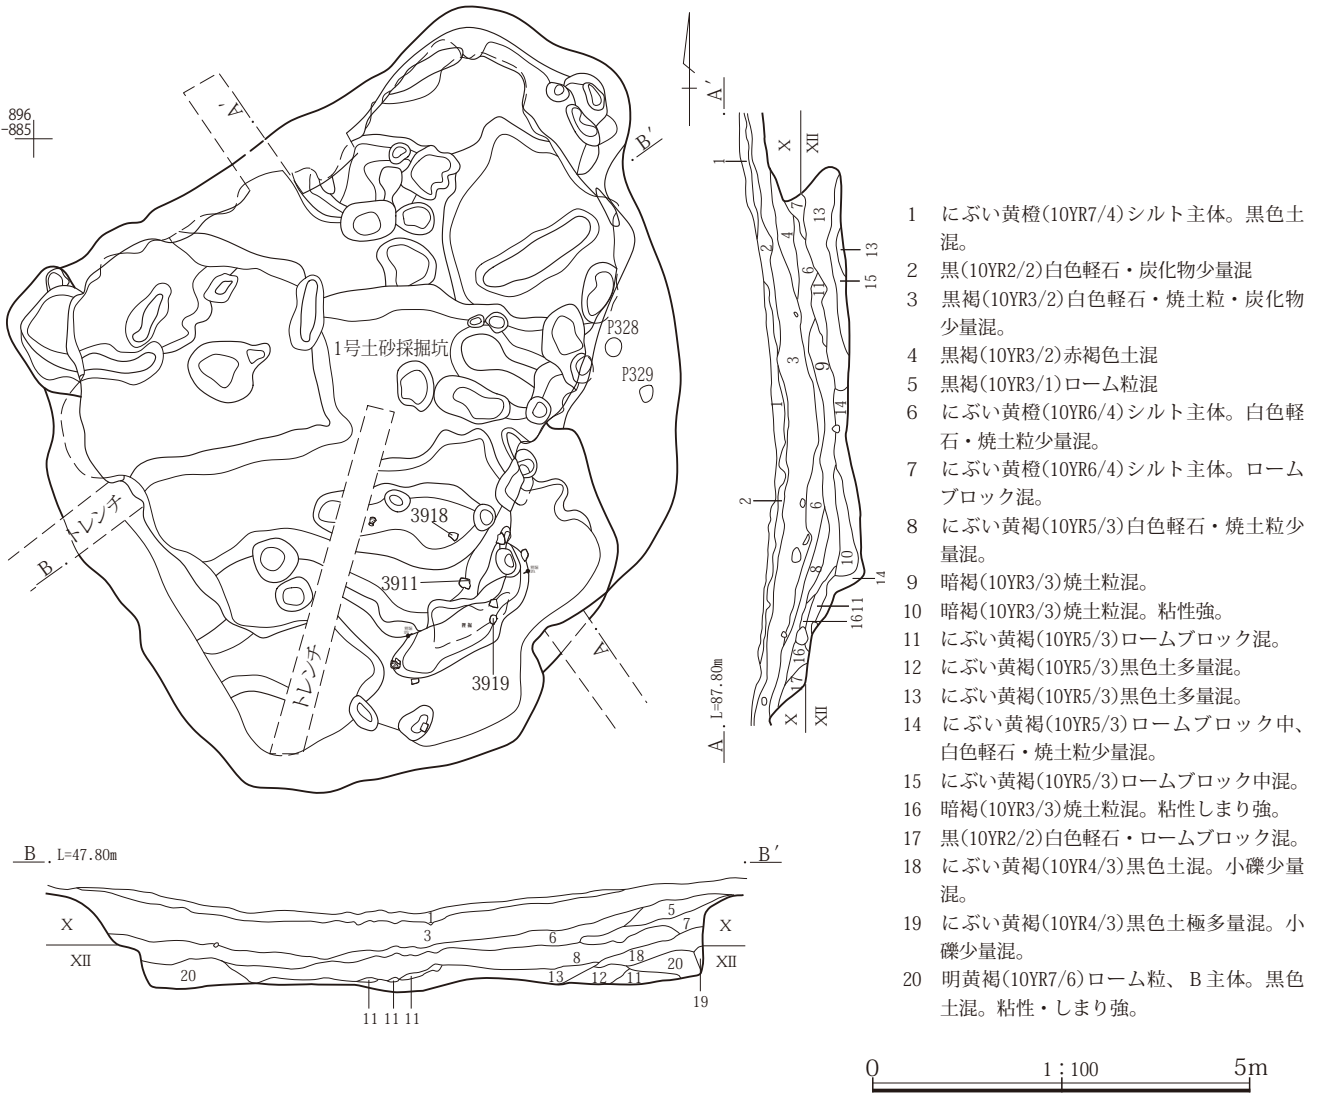 896
-885
A′
B′
A′
1号土砂採掘坑
P328
P329
3918
3911
3919
トレンチ
B
トレンチ
A
A′
X
XII
1
7
13
2
4
6
11
13
15
3
9
1
14
2
6
8
10
14
16
11
16
17
X
XII
A
L=87.80m
B
L=47.80m
B′
X
XII
X
XII
1
3
5
6
7
8
18
20
20
13
12
11
11
11
11
19
1 にぶい黄橙(10YR7/4)シルト主体。黒色土
混。
2 黒(10YR2/2)白色軽石・炭化物少量混
3 黒褐(10YR3/2)白色軽石・焼土粒・炭化物
少量混。
4 黒褐(10YR3/2)赤褐色土混
5 黒褐(10YR3/1)ローム粒混
6 にぶい黄橙(10YR6/4)シルト主体。白色軽
石・焼土粒少量混。
7 にぶい黄橙(10YR6/4)シルト主体。ローム
ブロック混。
8 にぶい黄褐(10YR5/3)白色軽石・焼土粒少
量混。
9 暗褐(10YR3/3)焼土粒混。
10 暗褐(10YR3/3)焼土粒混。粘性強。
11 にぶい黄褐(10YR5/3)ロームブロック混。
12 にぶい黄褐(10YR5/3)黒色土多量混。
13 にぶい黄褐(10YR5/3)黒色土多量混。
14 にぶい黄褐(10YR5/3)ロームブロック中、
白色軽石・焼土粒少量混。
15 にぶい黄褐(10YR5/3)ロームブロック中混。
16 暗褐(10YR3/3)焼土粒混。粘性しまり強。
17 黒(10YR2/2)白色軽石・ロームブロック混。
18 にぶい黄褐(10YR4/3)黒色土混。小礫少量
混。
19 にぶい黄褐(10YR4/3)黒色土極多量混。小
礫少量混。
20 明黄褐(10YR7/6)ローム粒、B主体。黒色
土混。粘性・しまり強。
0 1:100 5m